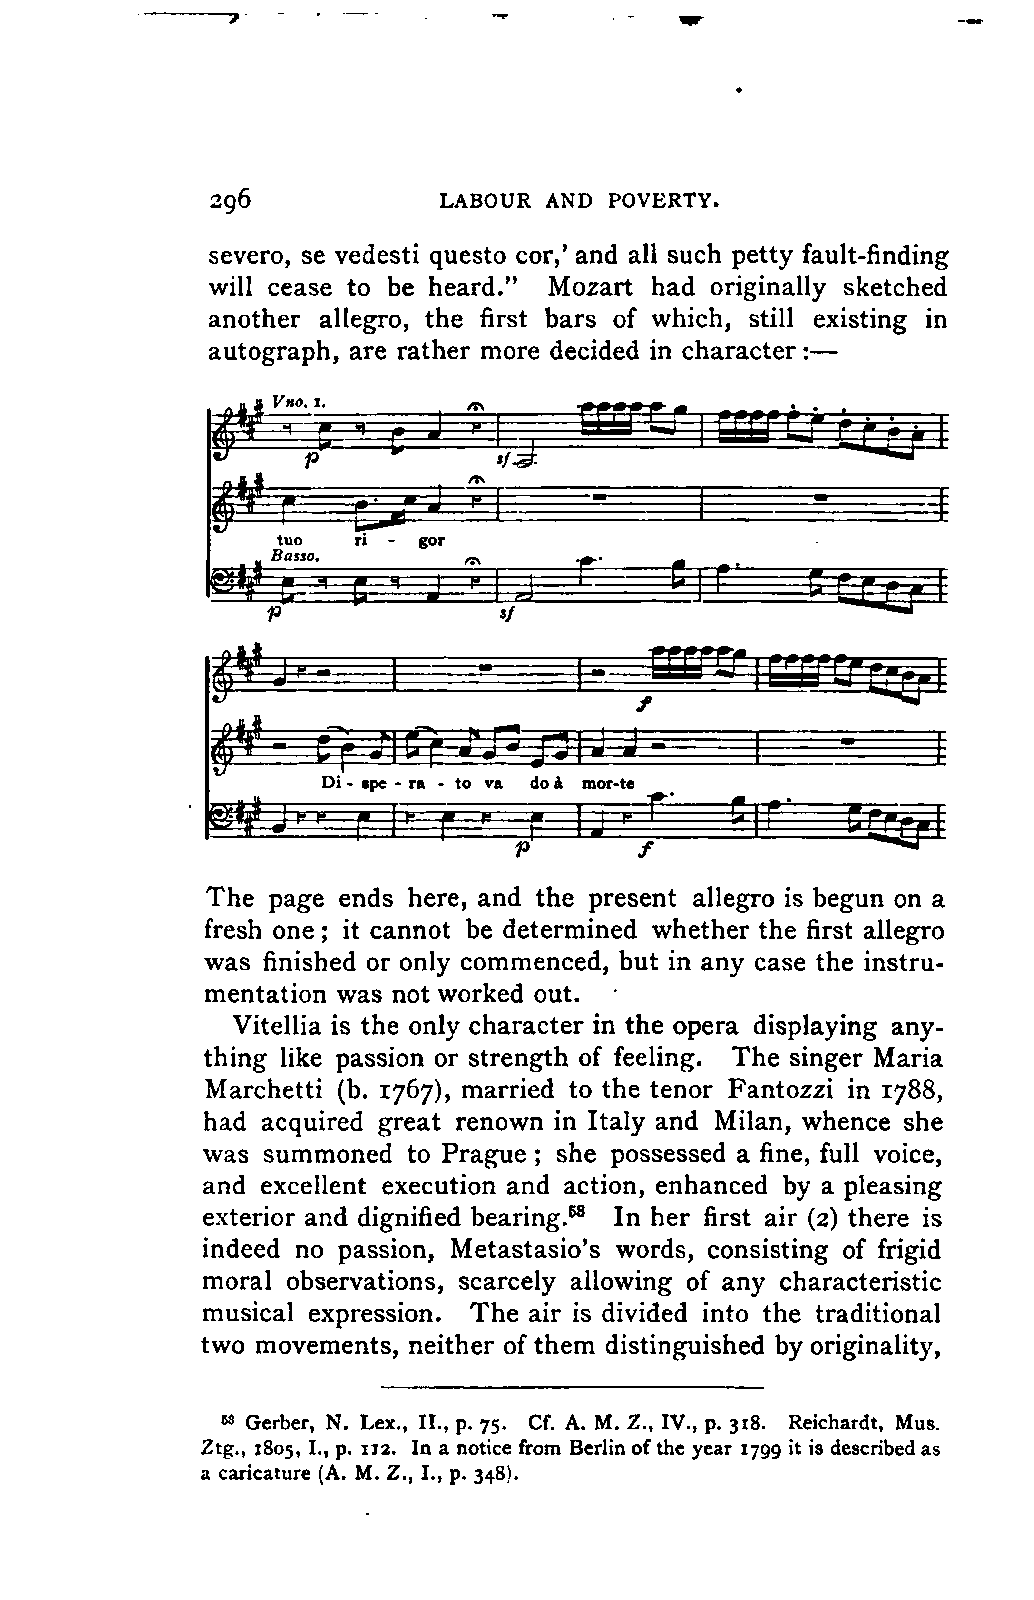 296 LABOUR AND POVERTY.
severo, se vedesti questo cor,' and all such petty fault-finding
will cease to be heard." Mozart had originally sketched
another allegro, the first bars of which, still existing in
autograph, are rather more decided in character :—
Vno. 1.
p sf
tuo ri - gor
Basso.
p sf
f
Di - spe - ra - to va do à mor-te
p f
The page ends here, and the present allegro is begun on a
fresh one ; it cannot be determined whether the first allegro
was finished or only commenced, but in any case the instru-
mentation was not worked out.
Vitellia is the only character in the opera displaying any-
thing like passion or strength of feeling. The singer Maria
Marchetti (b. 1767), married to the tenor Fantozzi in 1788,
had acquired great renown in Italy and Milan, whence she
was summoned to Prague ; she possessed a fine, full voice,
and excellent execution and action, enhanced by a pleasing
exterior and dignified bearing.58 In her first air (2) there is
indeed no passion, Metastasio's words, consisting of frigid
moral observations, scarcely allowing of any characteristic
musical expression. The air is divided into the traditional
two movements, neither of them distinguished by originality,
58 Gerber, N. Lex., II., p. 75. Cf. A. M. Z., IV., p. 318. Reichardt, Mus.
Ztg., 1805, I., p. 112. In a notice from Berlin of the year 1799 it is described as
a caricature (A. M. Z., I., p. 348).